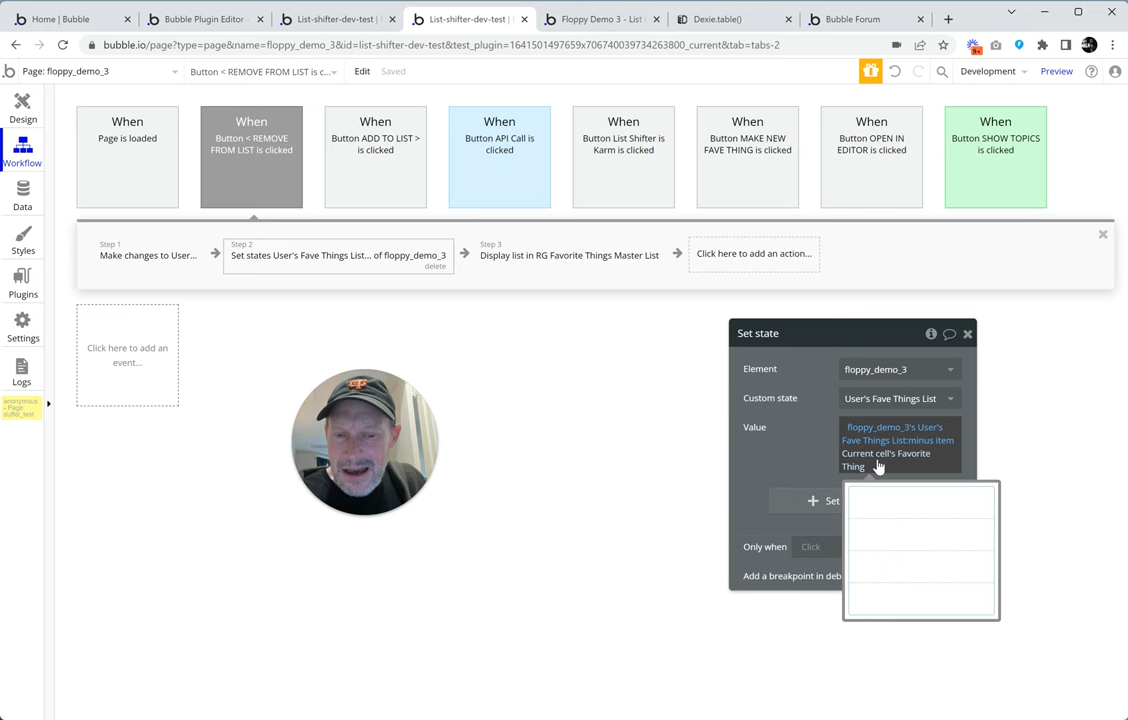 Home | Bubble
Bubble Plugin Editor -
List-shifter-dev-test |
List-shifter-dev-test |
Floppy Demo 3 - List
Dexie.table()
Bubble Forum
bubble.io/page?type=page&name=floppy_demo_3&id=list-shifter-dev-test&test_plugin=1641501497659x706740039734263800_current&tab=tabs-2
9+
Page: floppy_demo_3
Button < REMOVE FROM LIST is c...
Edit
Saved
Development
Preview
Design
Workflow
Data
Styles
Plugins
Settings
Logs
anonymous
- Page
duffel_test
When
Page is loaded
When
Button < REMOVE
FROM LIST is clicked
When
Button ADD TO LIST >
is clicked
When
Button API Call is
clicked
When
Button List Shifter is
Karm is clicked
When
Button MAKE NEW
FAVE THING is clicked
When
Button OPEN IN
EDITOR is clicked
When
Button SHOW TOPICS
is clicked
Step 1
Make changes to User...
Step 2
Set states User's Fave Things List... of floppy_demo_3
delete
Step 3
Display list in RG Favorite Things Master List
Click here to add an action...
Click here to add an
event...
Set state
Element
floppy_demo_3
Custom state
User's Fave Things List
Value
floppy_demo_3's User's
Fave Things List:minus item
Current cell's Favorite
Thing
Set
Only when
Click
Add a breakpoint in deb